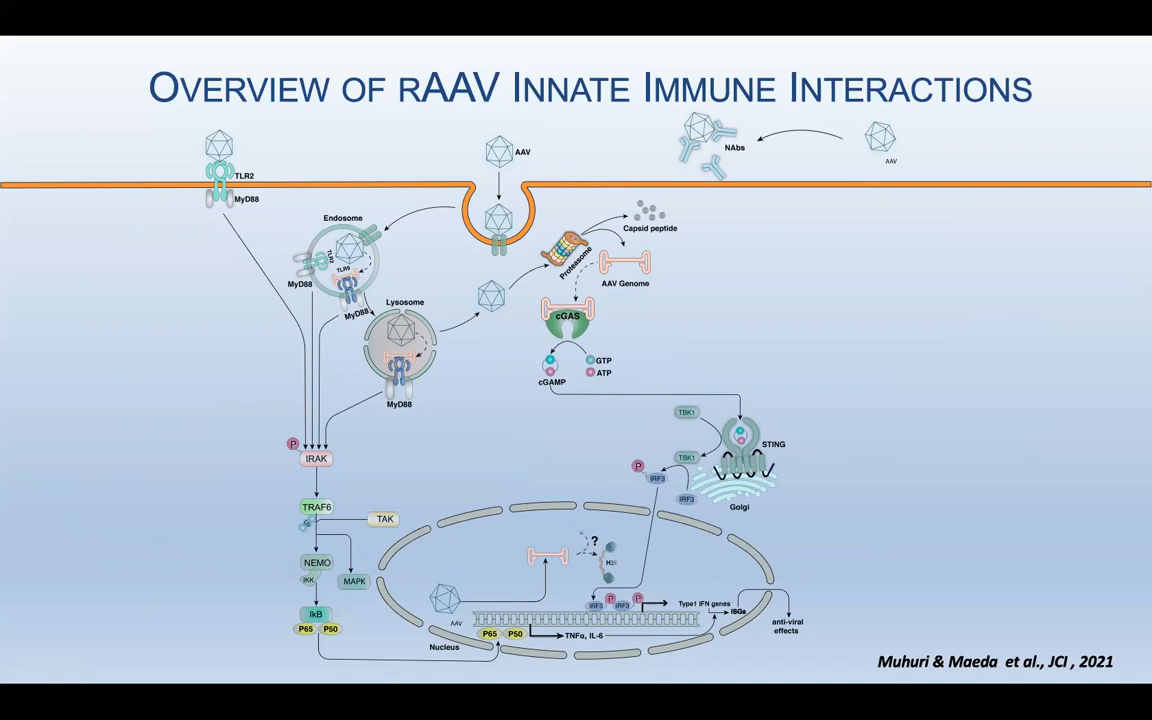 OVERVIEW OF RAAV INNATE IMMUNE INTERACTIONS
TLR2
MyD88
AAV
NAbs
AAV
Endosome
TLR2
TLR9
MyD88
MyD88
Lysosome
MyD88
Proteasome
Capsid peptide
AAV Genome
cGAS
GTP
ATP
cGAMP
TBK1
STING
TBK1
P
IRF3
IRF3
Golgi
P
IRAK
TRAF6
TAK
NEMO
IKK
MAPK
IkB
P65 P50
?
H3
AAV
IRF3 P IRF3 P
Type1 IFN genes
ISGs
P65 P50
TNFα, IL-6
Nucleus
anti-viral
effects
Muhuri & Maeda et al., JCI , 2021